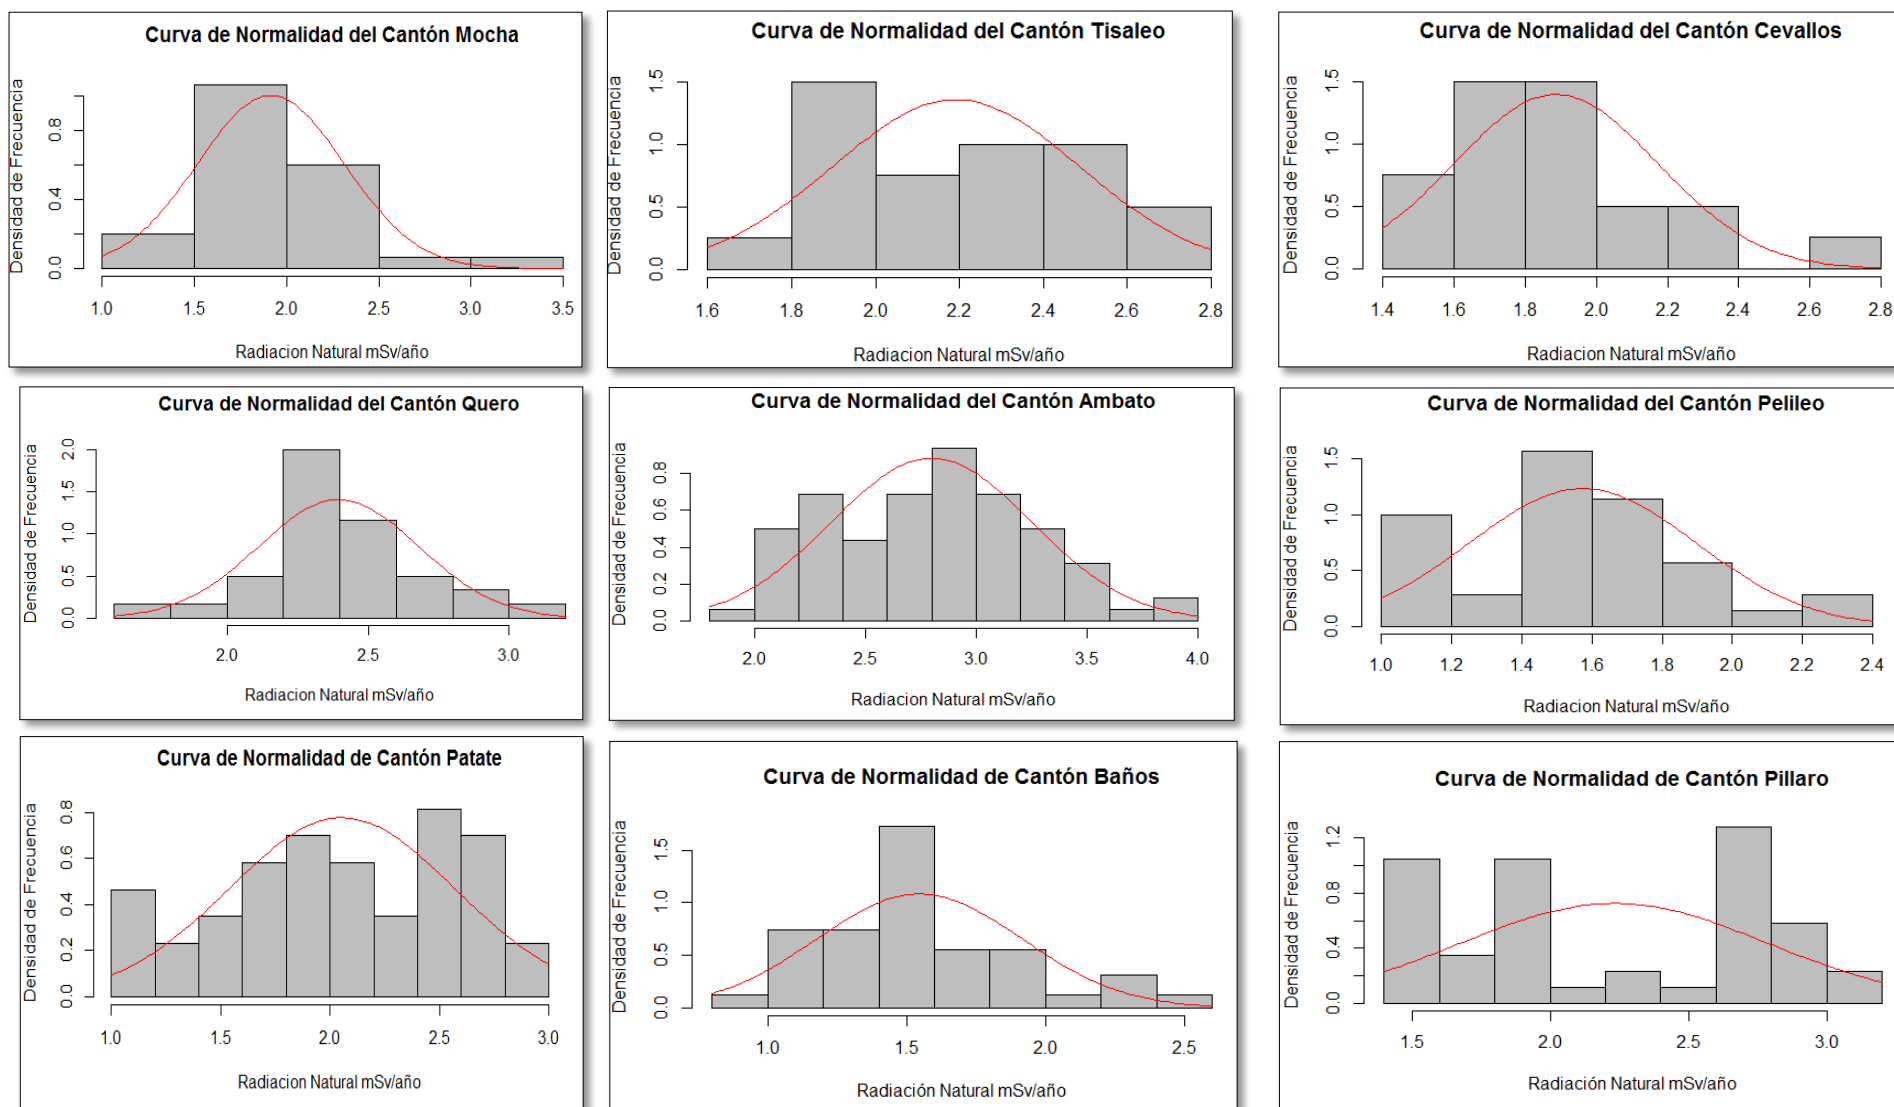 Curva de Normalidad del Cantón Mocha
Densidad de Frecuencia
0.0 0.4 0.8
1.0 1.5 2.0 2.5 3.0 3.5
Radiacion Natural mSv/año
Curva de Normalidad del Cantón Tisaleo
Densidad de Frecuencia
0.0 0.5 1.0 1.5
1.6 1.8 2.0 2.2 2.4 2.6 2.8
Radiacion Natural mSv/año
Curva de Normalidad del Cantón Cevallos
Densidad de Frecuencia
0.0 0.5 1.0 1.5
1.4 1.6 1.8 2.0 2.2 2.4 2.6 2.8
Radiacion Natural mSv/año
Curva de Normalidad del Cantón Quero
Densidad de Frecuencia
0.0 0.5 1.0 1.5 2.0
2.0 2.5 3.0
Radiacion Natural mSv/año
Curva de Normalidad del Cantón Ambato
Densidad de Frecuencia
0.0 0.2 0.4 0.6 0.8
2.0 2.5 3.0 3.5 4.0
Radiacion Natural mSv/año
Curva de Normalidad del Cantón Pelileo
Densidad de Frecuencia
0.0 0.5 1.0 1.5
1.0 1.2 1.4 1.6 1.8 2.0 2.2 2.4
Radiacion Natural mSv/año
Curva de Normalidad de Cantón Patate
Densidad de Frecuencia
0.0 0.2 0.4 0.6 0.8
1.0 1.5 2.0 2.5 3.0
Radiacion Natural mSv/año
Curva de Normalidad de Cantón Baños
Densidad de Frecuencia
0.0 0.5 1.0 1.5
1.0 1.5 2.0 2.5
Radiación Natural mSv/año
Curva de Normalidad de Cantón Pillaro
Densidad de Frecuencia
0.0 0.4 0.8 1.2
1.5 2.0 2.5 3.0
Radiación Natural mSv/año